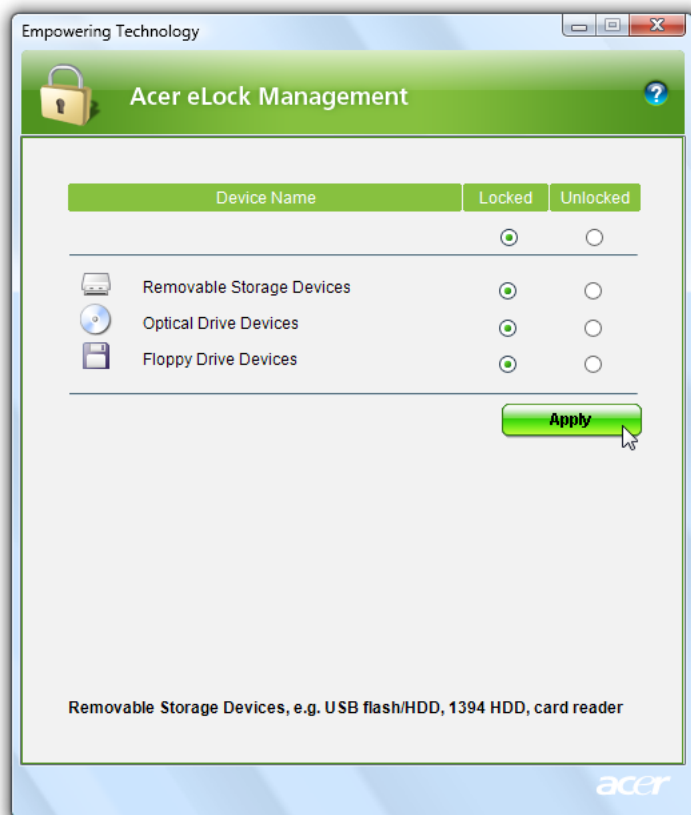 Empowering Technology
Acer eLock Management
Device Name Locked Unlocked
Removable Storage Devices
Optical Drive Devices
Floppy Drive Devices
Apply
Removable Storage Devices, e.g. USB flash/HDD, 1394 HDD, card reader
acer